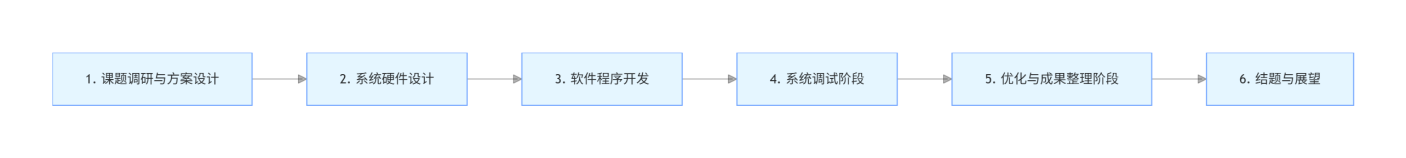 1. 课题调研与方案设计
2. 系统硬件设计
3. 软件程序开发
4. 系统调试阶段
5. 优化与成果整理阶段
6. 结题与展望